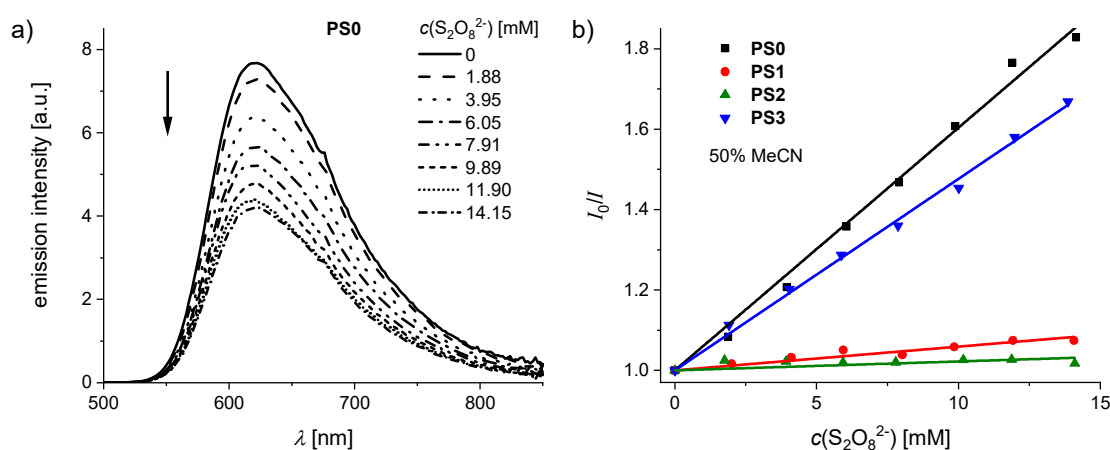 a)
PS0
c(S₂O₈²⁻) [mM]
0
1.88
3.95
6.05
7.91
9.89
11.90
14.15
emission intensity [a.u.]
8
6
4
2
0
500
600
700
800
λ [nm]
b)
PS0
PS1
PS2
PS3
50% MeCN
I₀/I
1.8
1.6
1.4
1.2
1.0
0
5
10
15
c(S₂O₈²⁻) [mM]